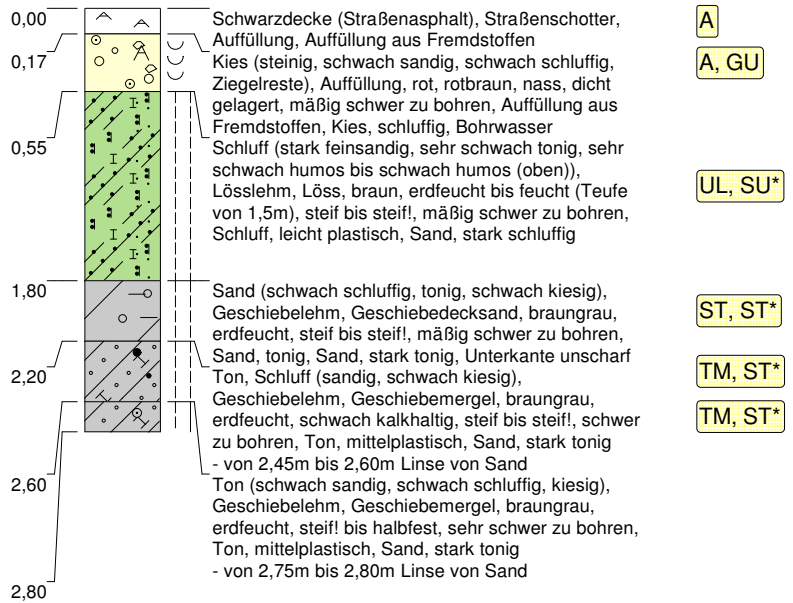 0,00
Schwarzdecke (Straßenasphalt), Straßenschotter,
Auffüllung, Auffüllung aus Fremdstoffen
A
0,17
Kies (steinig, schwach sandig, schwach schluffig,
Ziegelreste), Auffüllung, rot, rotbraun, nass, dicht
gelagert, mäßig schwer zu bohren, Auffüllung aus
Fremdstoffen, Kies, schluffig, Bohrwasser
A, GU
0,55
Schluff (stark feinsandig, sehr schwach tonig, sehr
schwach humos bis schwach humos (oben)),
Lösslehm, Löss, braun, erdfeucht bis feucht (Teufe
von 1,5m), steif bis steif!, mäßig schwer zu bohren,
Schluff, leicht plastisch, Sand, stark schluffig
UL, SU*
1,80
Sand (schwach schluffig, tonig, schwach kiesig),
Geschiebelehm, Geschiebedecksand, braungrau,
erdfeucht, steif bis steif!, mäßig schwer zu bohren,
Sand, tonig, Sand, stark tonig, Unterkante unscharf
ST, ST*
2,20
Ton, Schluff (sandig, schwach kiesig),
Geschiebelehm, Geschiebemergel, braungrau,
erdfeucht, schwach kalkhaltig, steif bis steif!, schwer
zu bohren, Ton, mittelplastisch, Sand, stark tonig
- von 2,45m bis 2,60m Linse von Sand
TM, ST*
2,60
Ton (schwach sandig, schwach schluffig, kiesig),
Geschiebelehm, Geschiebemergel, braungrau,
erdfeucht, steif! bis halbfest, sehr schwer zu bohren,
Ton, mittelplastisch, Sand, stark tonig
- von 2,75m bis 2,80m Linse von Sand
TM, ST*
2,80